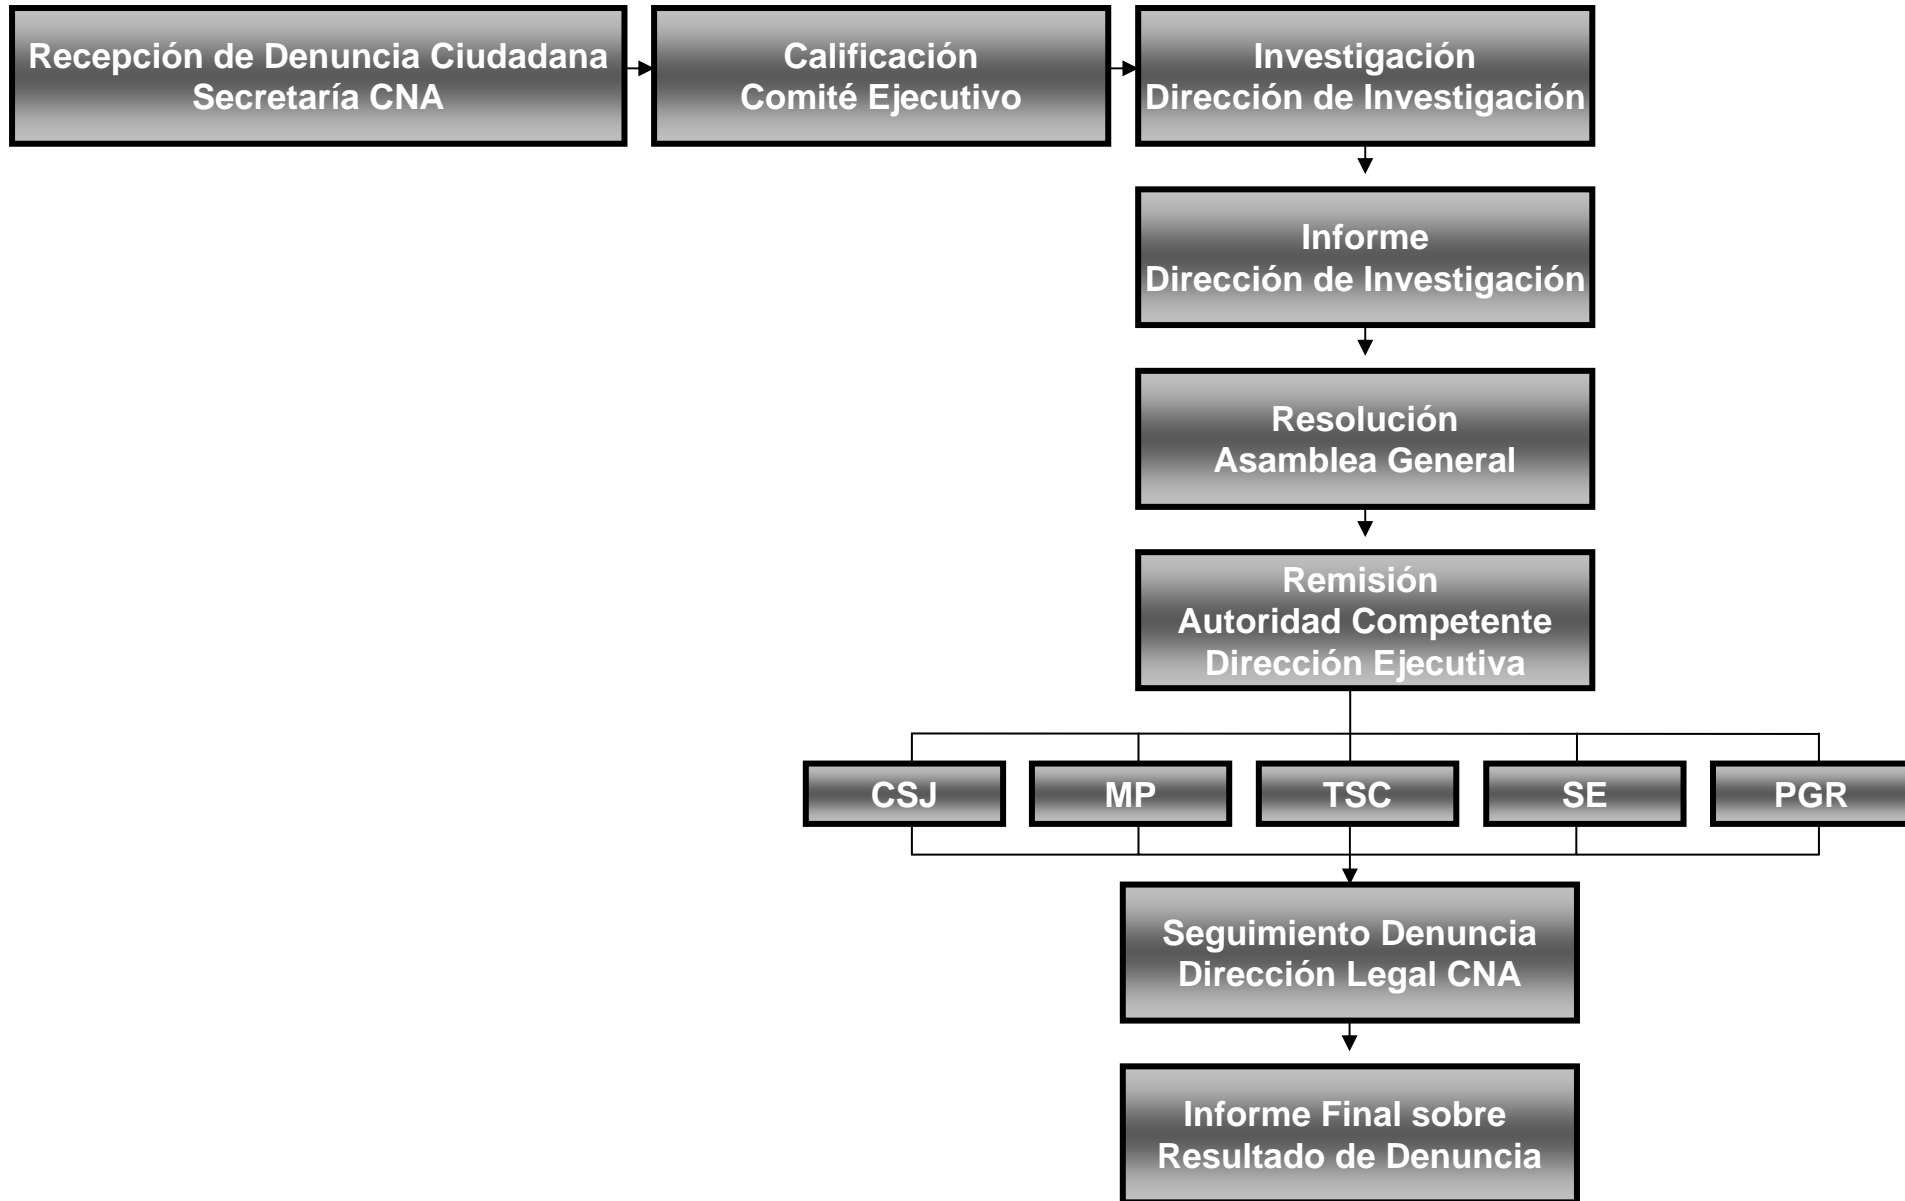 Recepción de Denuncia Ciudadana
Secretaría CNA
Calificación
Comité Ejecutivo
Investigación
Dirección de Investigación
Informe
Dirección de Investigación
Resolución
Asamblea General
Remisión
Autoridad Competente
Dirección Ejecutiva
CSJ
MP
TSC
SE
PGR
Seguimiento Denuncia
Dirección Legal CNA
Informe Final sobre
Resultado de Denuncia